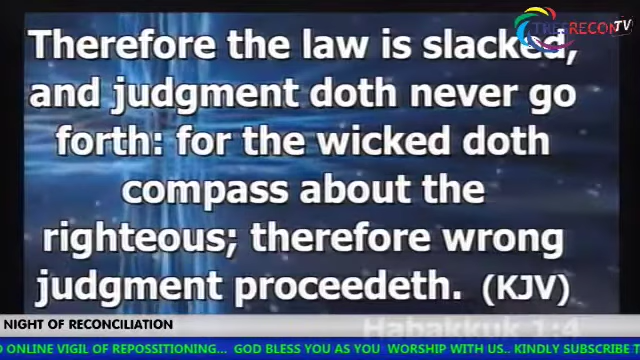 THEERECON TV
Therefore the law is slacked,
and judgment doth never go
forth: for the wicked doth
compass about the
righteous; therefore wrong
judgment proceedeth. (KJV)
Habakkuk 1:4
NIGHT OF RECONCILIATION
ONLINE VIGIL OF REPOSSITIONING... GOD BLESS YOU AS YOU WORSHIP WITH US.. KINDLY SUBSCRIBE